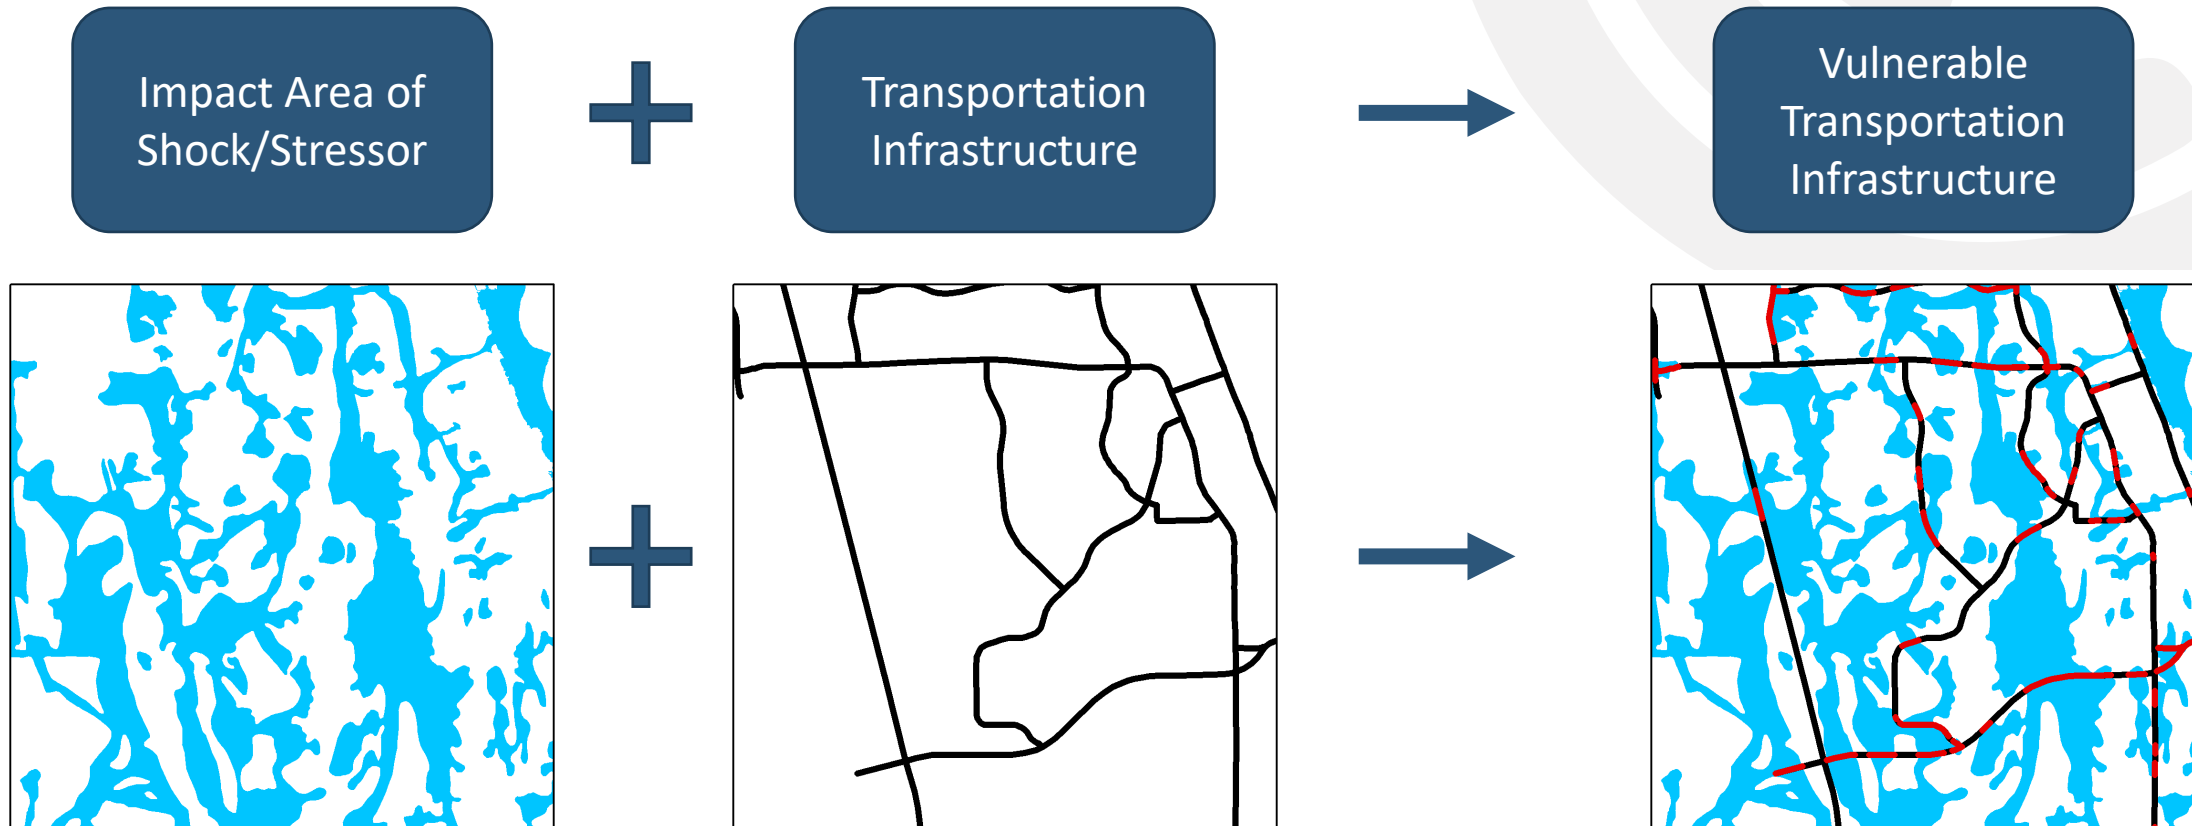 Impact Area of
Shock/Stressor
Transportation
Infrastructure
Vulnerable
Transportation
Infrastructure